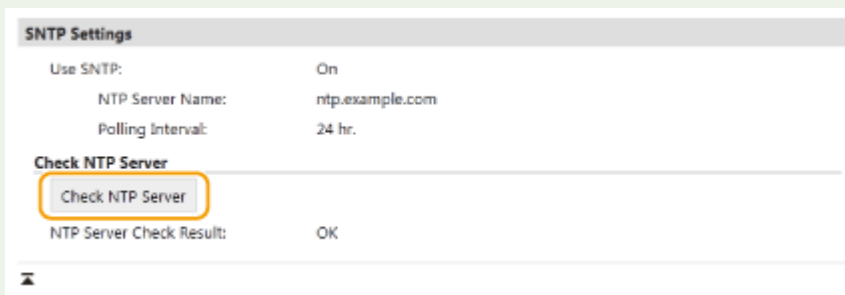 SNTP Settings
Use SNTP: On
NTP Server Name: ntp.example.com
Polling Interval: 24 hr.
Check NTP Server
Check NTP Server
NTP Server Check Result: OK